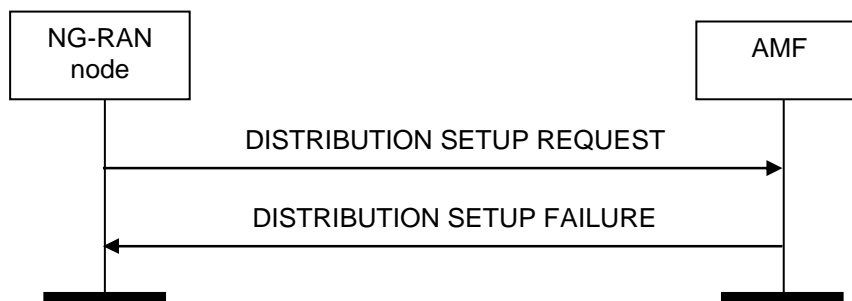 NG-RAN
node
AMF
DISTRIBUTION SETUP REQUEST
DISTRIBUTION SETUP FAILURE